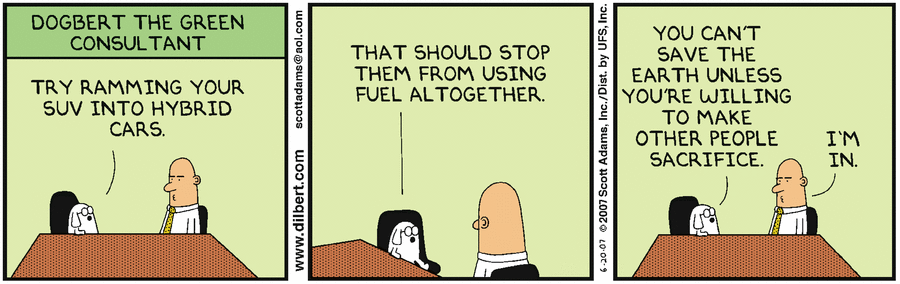 DOGBERT THE GREEN
CONSULTANT
TRY RAMMING YOUR
SUV INTO HYBRID
CARS.
www.dilbert.com scottadams@aol.com
THAT SHOULD STOP
THEM FROM USING
FUEL ALTOGETHER.
6-20-07 ©2007 Scott Adams, Inc./Dist. by UFS, Inc.
YOU CAN'T
SAVE THE
EARTH UNLESS
YOU'RE WILLING
TO MAKE
OTHER PEOPLE
SACRIFICE.
I'M
IN.